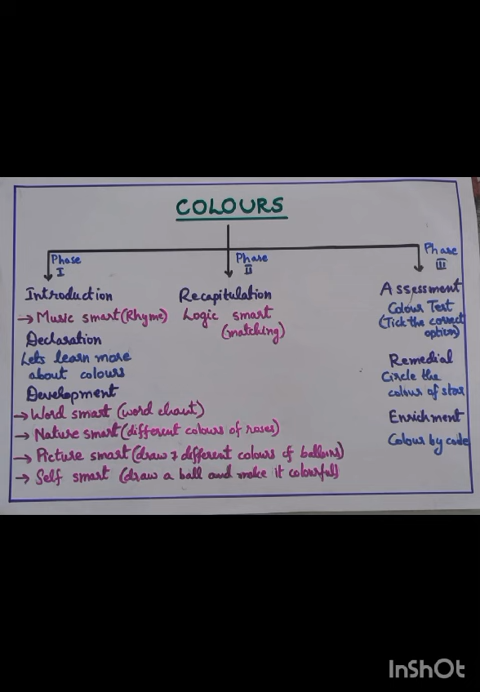 COLOURS
Phase
I
Introduction
→ Music smart (Rhyme)
Declaration
Lets learn more
about colours
Development
→ Word smart (word chart)
→ Nature smart (different colours of roses)
→ Picture smart (draw 7 different colours of balloons)
→ Self smart (draw a ball and make it colourful)
Phase
II
Recapitulation
Logic smart
(matching)
Phase
III
Assessment
Colour Test
(Tick the correct
option)
Remedial
Circle the
colours of star
Enrichment
Colour by code
InShOt